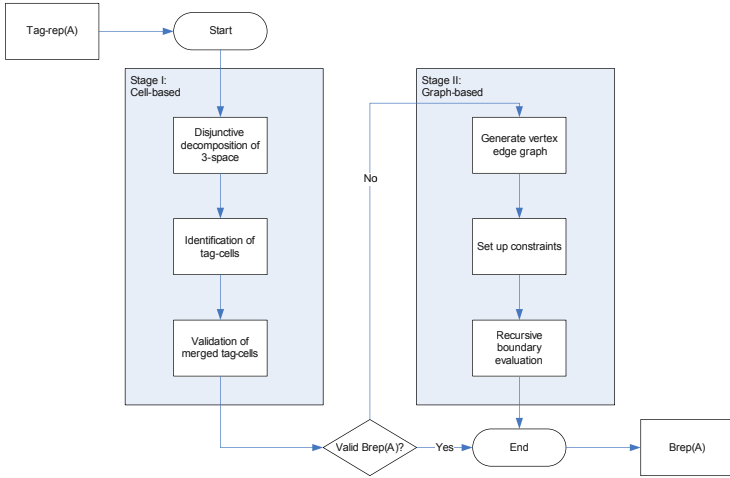 Tag-rep(A)
Start
Stage I:
Cell-based
Disjunctive
decomposition of
3-space
Identification of
tag-cells
Validation of
merged tag-cells
Valid Brep(A)?
No
Yes
Stage II:
Graph-based
Generate vertex
edge graph
Set up constraints
Recursive
boundary
evaluation
End
Brep(A)